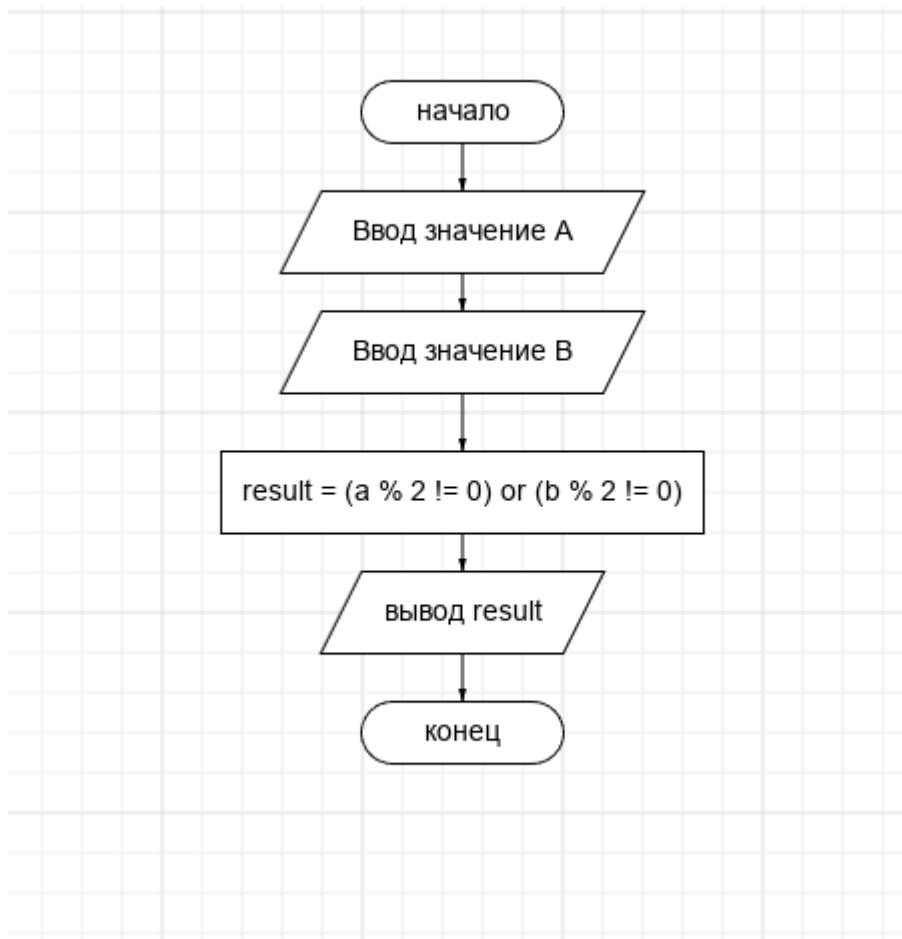 начало
Ввод значение А
Ввод значение В
result = (a % 2 != 0) or (b % 2 != 0)
вывод result
конец